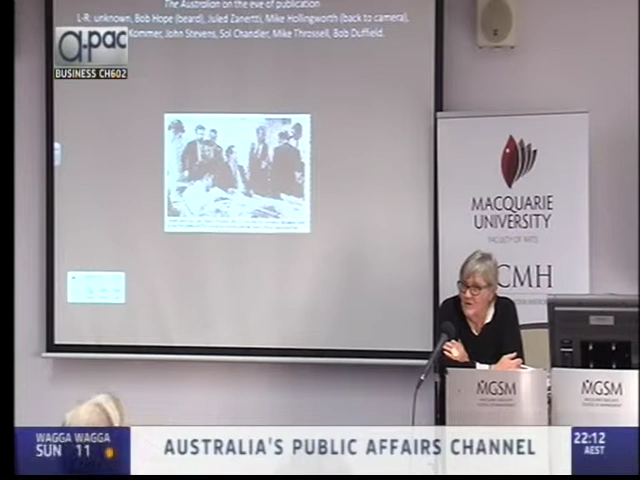 The Australian on the eve of publication
L-R: unknown, Bob Hope (beard), Juled Zanetti, Mike Hollingworth (back to camera),
Kommer, John Stevens, Sol Chandler, Mike Throssell, Bob Duffield.
a-pac
BUSINESS CH602
MACQUARIE
UNIVERSITY
FACULTY OF ARTS
CMH
MGSM
MGSM
WAGGA WAGGA
SUN 11
AUSTRALIA'S PUBLIC AFFAIRS CHANNEL
22:12
AEST